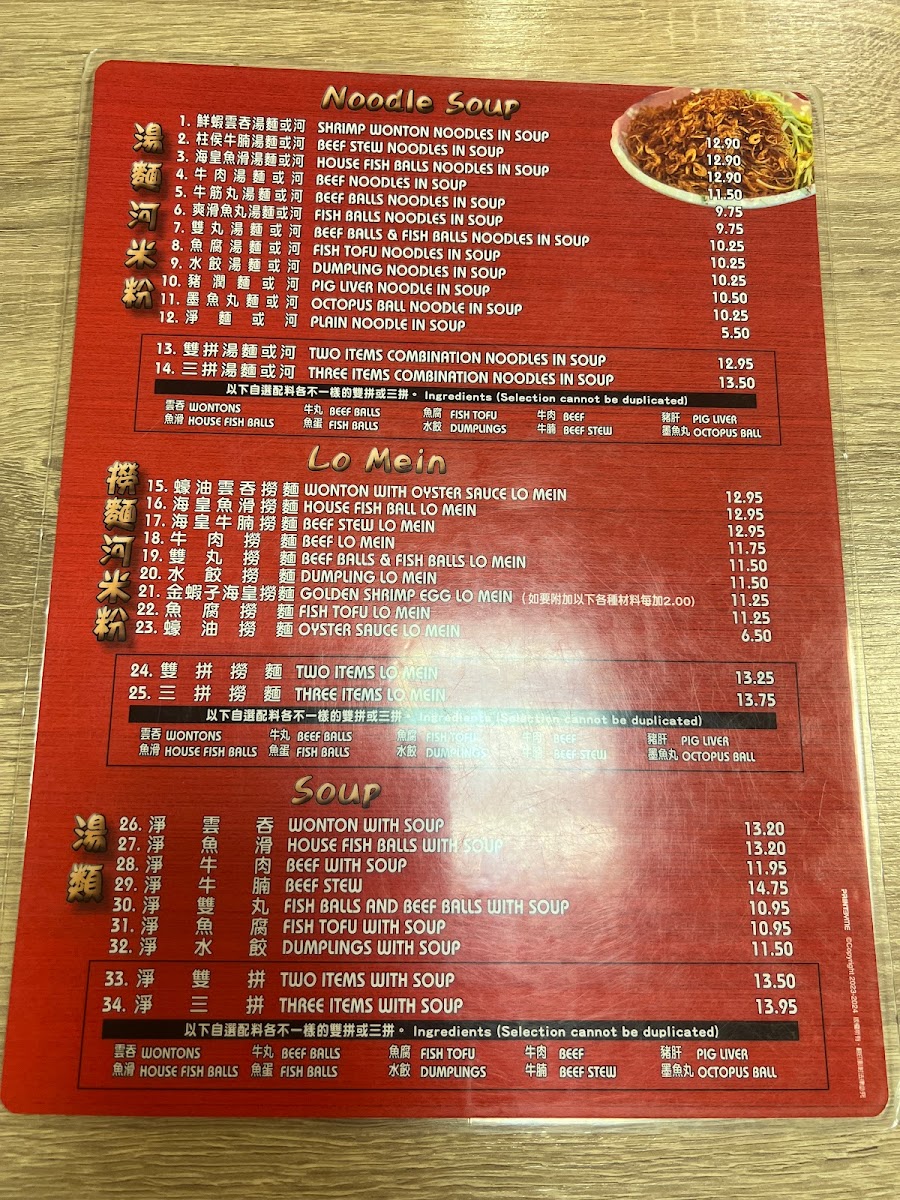 Noodle Soup
湯麵河米粉
1. 鮮蝦雲吞湯麵或河 SHRIMP WONTON NOODLES IN SOUP 12.90
2. 柱侯牛腩湯麵或河 BEEF STEW NOODLES IN SOUP 12.90
3. 海皇魚滑湯麵或河 HOUSE FISH BALLS NOODLES IN SOUP 12.90
4. 牛肉湯麵或河 BEEF NOODLES IN SOUP 11.50
5. 牛筋丸湯麵或河 BEEF BALLS NOODLES IN SOUP 9.75
6. 爽滑魚丸湯麵或河 FISH BALLS NOODLES IN SOUP 9.75
7. 雙丸湯麵或河 BEEF BALLS & FISH BALLS NOODLES IN SOUP 10.25
8. 魚腐湯麵或河 FISH TOFU NOODLES IN SOUP 10.25
9. 水餃湯麵或河 DUMPLING NOODLES IN SOUP 10.25
10. 豬潤麵或河 PIG LIVER NOODLE IN SOUP 10.50
11. 墨魚丸麵或河 OCTOPUS BALL NOODLE IN SOUP 10.25
12. 淨麵或河 PLAIN NOODLE IN SOUP 5.50
13. 雙拼湯麵或河 TWO ITEMS COMBINATION NOODLES IN SOUP 12.95
14. 三拼湯麵或河 THREE ITEMS COMBINATION NOODLES IN SOUP 13.50
以下自選配料各不一樣的雙拼或三拼。 Ingredients (Selection cannot be duplicated)
雲吞 WONTONS 牛丸 BEEF BALLS 魚腐 FISH TOFU 牛肉 BEEF 豬肝 PIG LIVER
魚滑 HOUSE FISH BALLS 魚蛋 FISH BALLS 水餃 DUMPLINGS 牛腩 BEEF STEW 墨魚丸 OCTOPUS BALL
Lo Mein
撈麵河米粉
15. 蠔油雲吞撈麵 WONTON WITH OYSTER SAUCE LO MEIN 12.95
16. 海皇魚滑撈麵 HOUSE FISH BALL LO MEIN 12.95
17. 海皇牛腩撈麵 BEEF STEW LO MEIN 12.95
18. 牛肉撈麵 BEEF LO MEIN 11.75
19. 雙丸撈麵 BEEF BALLS & FISH BALLS LO MEIN 11.50
20. 水餃撈麵 DUMPLING LO MEIN 11.50
21. 金蝦子海皇撈麵 GOLDEN SHRIMP EGG LO MEIN (如要附加以下各種材料每加2.00) 11.25
22. 魚腐撈麵 FISH TOFU LO MEIN 11.25
23. 蠔油撈麵 OYSTER SAUCE LO MEIN 6.50
24. 雙拼撈麵 TWO ITEMS LO MEIN 13.25
25. 三拼撈麵 THREE ITEMS LO MEIN 13.75
以下自選配料各不一樣的雙拼或三拼。 Ingredients (Selection cannot be duplicated)
雲吞 WONTONS 牛丸 BEEF BALLS 魚腐 FISH TOFU 牛肉 BEEF 豬肝 PIG LIVER
魚滑 HOUSE FISH BALLS 魚蛋 FISH BALLS 水餃 DUMPLINGS 牛腩 BEEF STEW 墨魚丸 OCTOPUS BALL
Soup
湯類
26. 淨雲吞 WONTON WITH SOUP 13.20
27. 淨魚滑 HOUSE FISH BALLS WITH SOUP 13.20
28. 淨牛肉 BEEF WITH SOUP 11.95
29. 淨牛腩 BEEF STEW 14.75
30. 淨雙丸 FISH BALLS AND BEEF BALLS WITH SOUP 10.95
31. 淨魚腐 FISH TOFU WITH SOUP 10.95
32. 淨水餃 DUMPLINGS WITH SOUP 11.50
33. 淨雙拼 TWO ITEMS WITH SOUP 13.50
34. 淨三拼 THREE ITEMS WITH SOUP 13.95
以下自選配料各不一樣的雙拼或三拼。 Ingredients (Selection cannot be duplicated)
雲吞 WONTONS 牛丸 BEEF BALLS 魚腐 FISH TOFU 牛肉 BEEF 豬肝 PIG LIVER
魚滑 HOUSE FISH BALLS 魚蛋 FISH BALLS 水餃 DUMPLINGS 牛腩 BEEF STEW 墨魚丸 OCTOPUS BALL
©Copyright 2023-2024